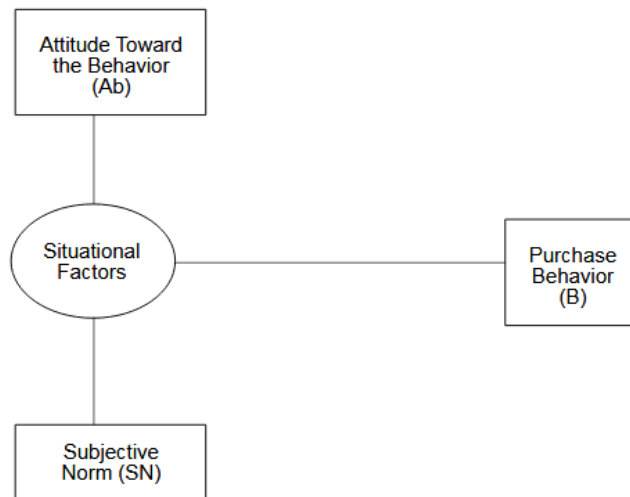 Attitude Toward
the Behavior
(Ab)
Situational
Factors
Purchase
Behavior
(B)
Subjective
Norm (SN)